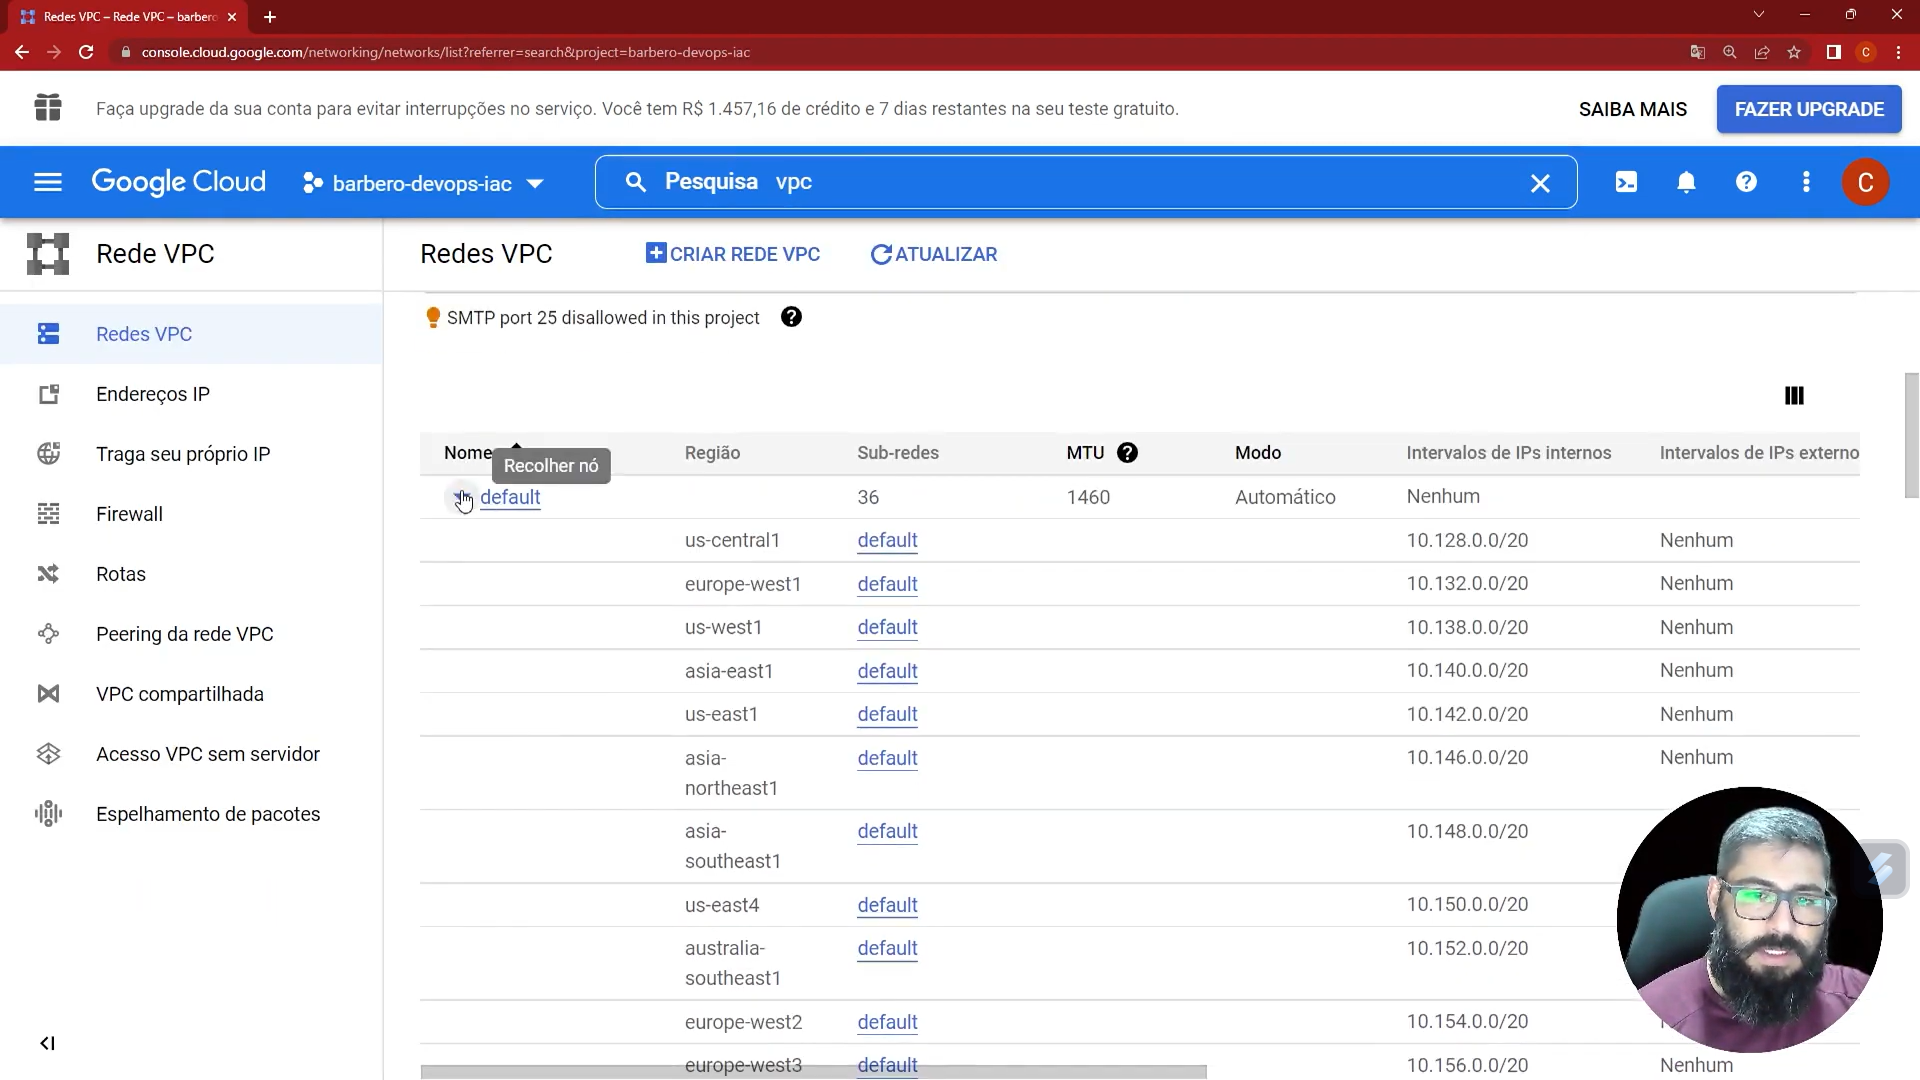 Redes VPC – Rede VPC – barbero
console.cloud.google.com/networking/networks/list?referrer=search&project=barbero-devops-iac
C
Faça upgrade da sua conta para evitar interrupções no serviço. Você tem R$ 1.457,16 de crédito e 7 dias restantes na seu teste gratuito.
SAIBA MAIS
FAZER UPGRADE
Google Cloud
barbero-devops-iac
Pesquisa vpc
C
Rede VPC
Redes VPC
CRIAR REDE VPC
ATUALIZAR
Redes VPC
Endereços IP
Traga seu próprio IP
Firewall
Rotas
Peering da rede VPC
VPC compartilhada
Acesso VPC sem servidor
Espelhamento de pacotes
SMTP port 25 disallowed in this project
Nome Região Sub-redes MTU Modo Intervalos de IPs internos Intervalos de IPs externo
Recolher nó
default 36 1460 Automático Nenhum
us-central1 default 10.128.0.0/20 Nenhum
europe-west1 default 10.132.0.0/20 Nenhum
us-west1 default 10.138.0.0/20 Nenhum
asia-east1 default 10.140.0.0/20 Nenhum
us-east1 default 10.142.0.0/20 Nenhum
asia- default 10.146.0.0/20 Nenhum
northeast1
asia- default 10.148.0.0/20
southeast1
us-east4 default 10.150.0.0/20
australia- default 10.152.0.0/20
southeast1
europe-west2 default 10.154.0.0/20
europe-west3 default 10.156.0.0/20 Nenhum